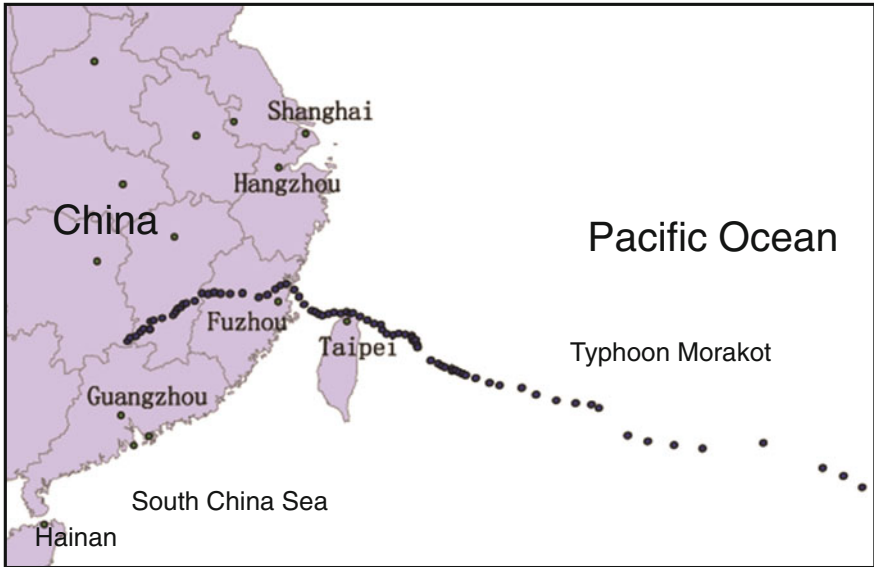 Shanghai
Hangzhou
China
Pacific Ocean
Fuzhou
Taipei
Typhoon Morakot
Guangzhou
South China Sea
Hainan